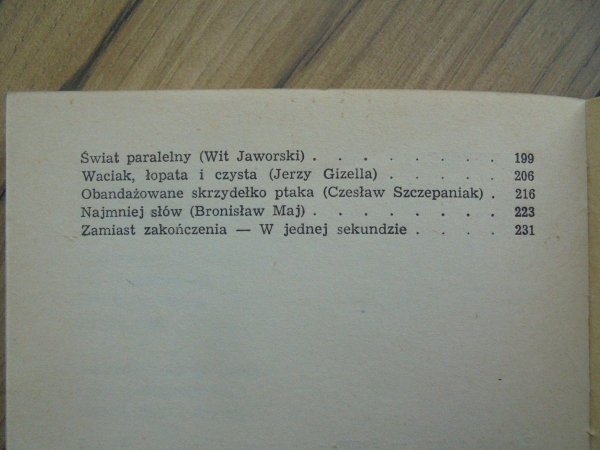 Świat paralelny (Wit Jaworski) . . . . . . . . 199
Waciak, łopata i czysta (Jerzy Gizella) . . . . . 206
Obandażowane skrzydełko ptaka (Czesław Szczepaniak) . 216
Najmniej słów (Bronisław Maj) . . . . . . . . 223
Zamiast zakończenia — W jednej sekundzie . . . . 231